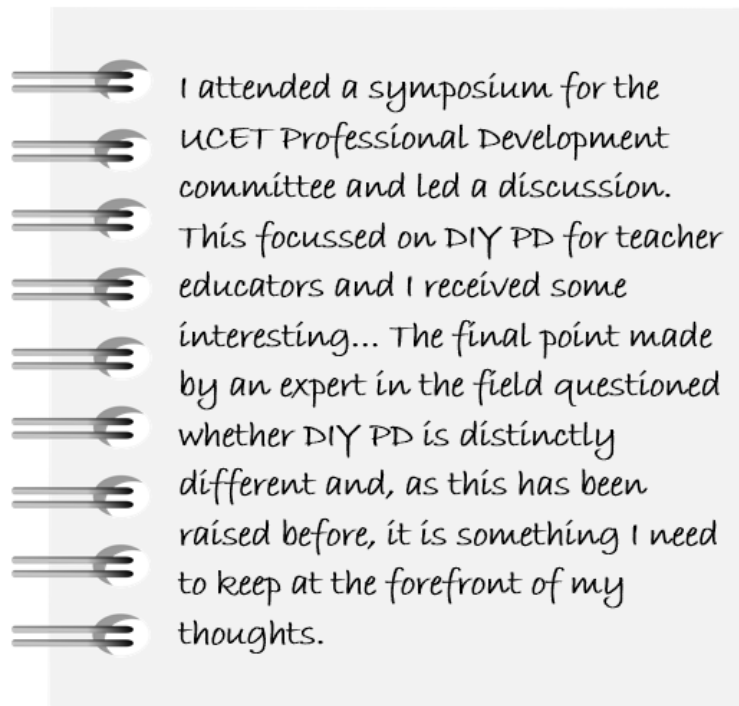 I attended a symposium for the
UCET Professional Development
committee and led a discussion.
This focussed on DIY PD for teacher
educators and I received some
interesting... The final point made
by an expert in the field questioned
whether DIY PD is distinctly
different and, as this has been
raised before, it is something I need
to keep at the forefront of my
thoughts.